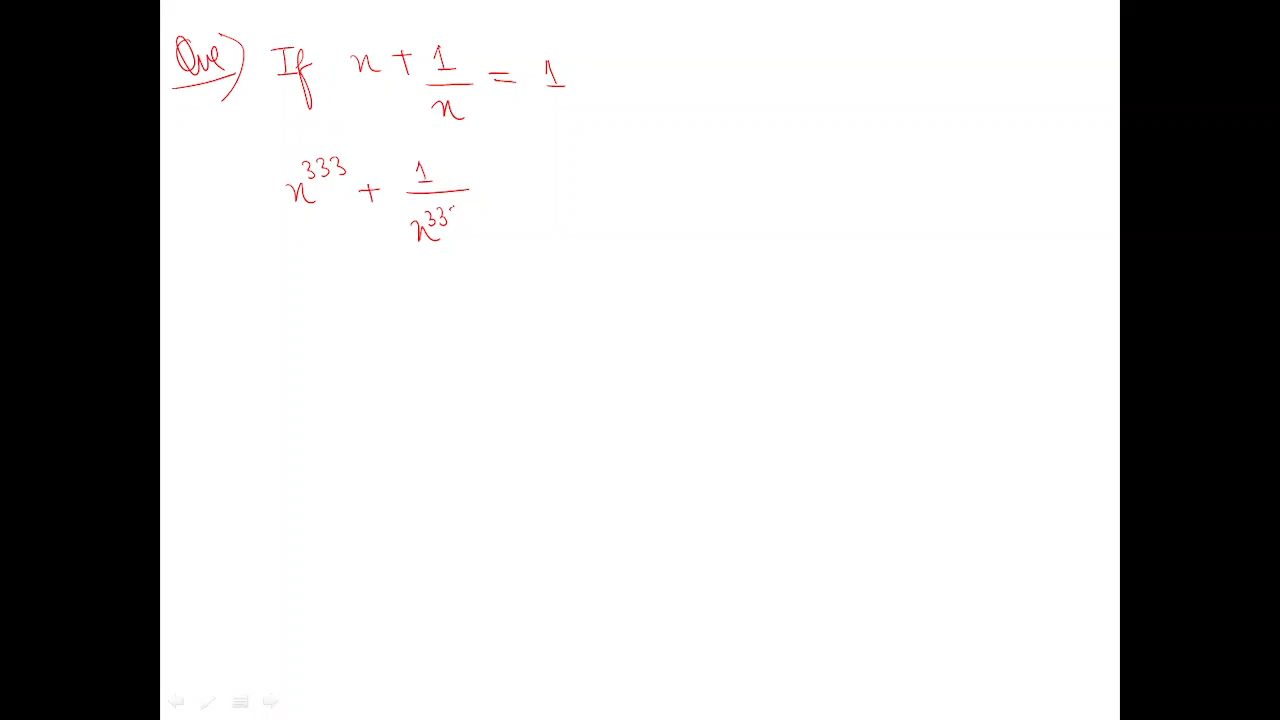 Que) If x + 1/x = 1
x^333 + 1/x^33